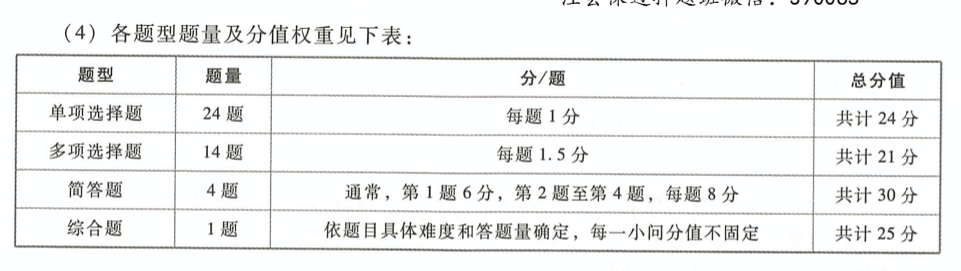 (4) 各题型题量及分值权重见下表：
题型 题量 分/题 总分值
单项选择题 24 题 每题 1 分 共计 24 分
多项选择题 14 题 每题 1.5 分 共计 21 分
简答题 4 题 通常，第 1 题 6 分，第 2 题至第 4 题，每题 8 分 共计 30 分
综合题 1 题 依题目具体难度和答题量确定，每一小问分值不固定 共计 25 分